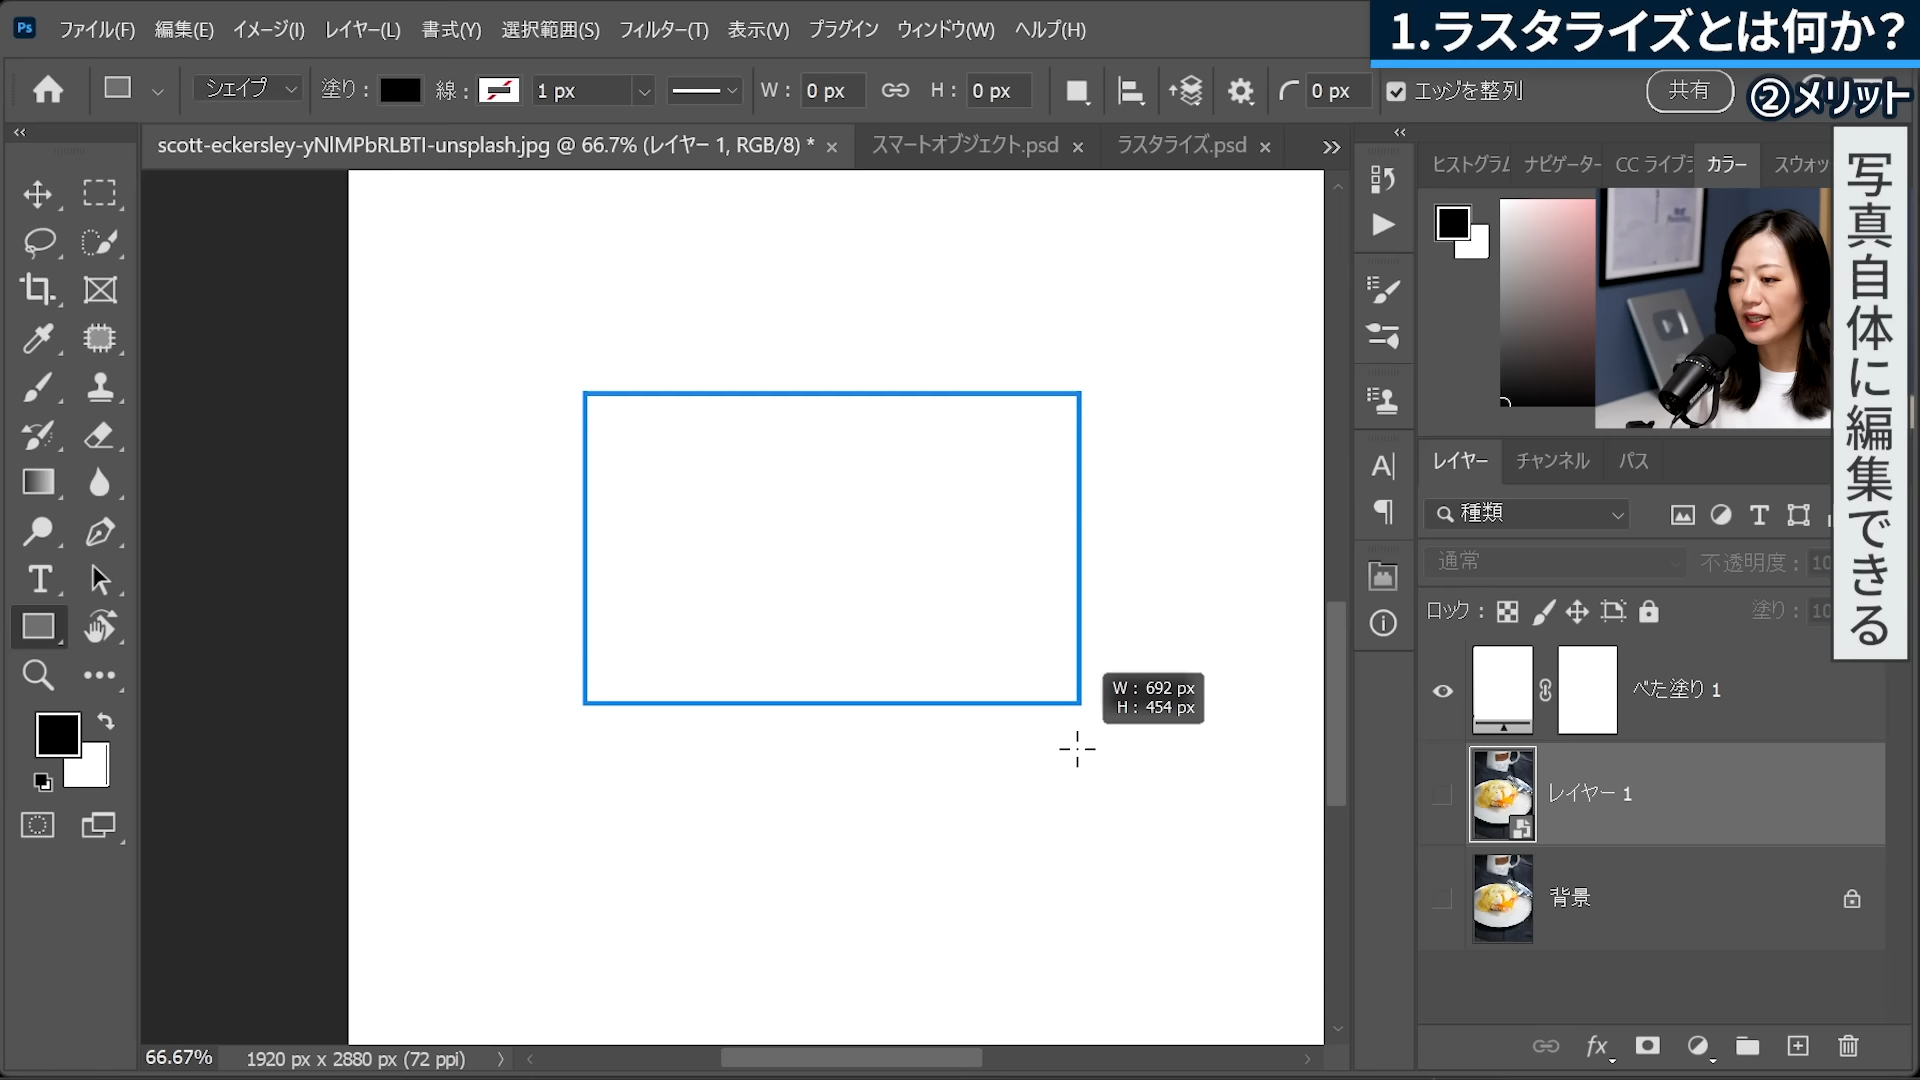 Ps ファイル(F) 編集(E) イメージ(I) レイヤー(L) 書式(Y) 選択範囲(S) フィルター(T) 表示(V) プラグイン ウィンドウ(W) ヘルプ(H)
1.ラスタライズとは何か?
シェイプ 塗り : 線 : 1 px W : 0 px H : 0 px 0 px エッジを整列 共有
②メリット
scott-eckersley-yNlMPbRLBTI-unsplash.jpg @ 66.7% (レイヤー 1, RGB/8) * × スマートオブジェクト.psd × ラスタライズ.psd ×
ヒストグラム ナビゲーター CC ライブラ カラー スウォッ
写真自体に編集できる
レイヤー チャンネル パス
種類
通常 不透明度 : 10
ロック : 塗り : 10
W : 692 px
H : 454 px
べた塗り 1
レイヤー 1
背景
fx
66.67% 1920 px x 2880 px (72 ppi)